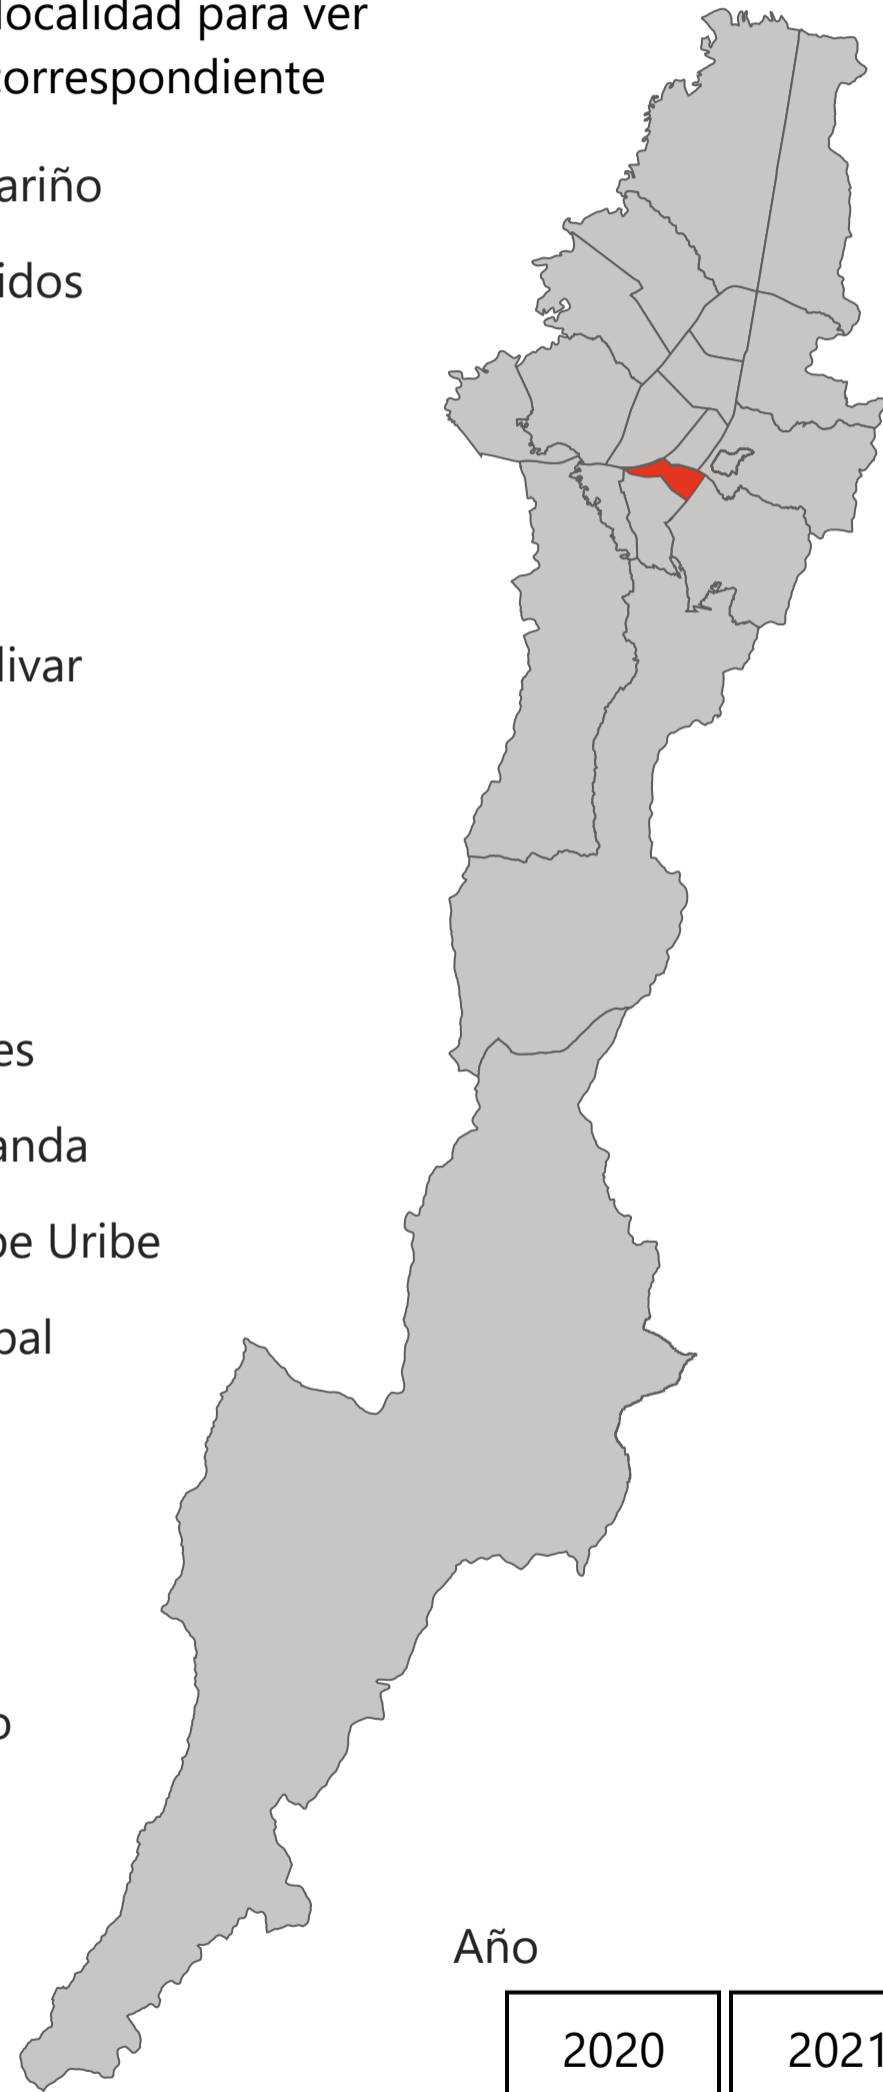 localidad para ver
correspondiente
ariño
idos
livar
es
anda
pe Uribe
bal
o
Año
2020
2021